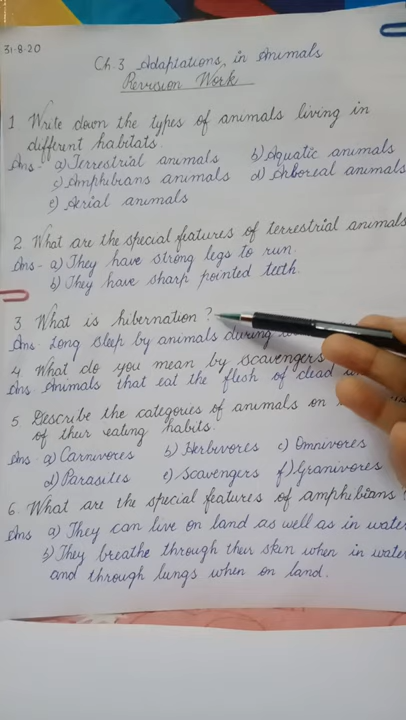 31-8-20
Ch. 3 Adaptations in Animals
Revision Work
1 Write down the types of animals living in
different habitats.
Ans - a) Terrestrial animals b) Aquatic animals
c) Amphibians animals d) Arboreal animals
e) Aerial animals
2 What are the special features of terrestrial animals
Ans - a) They have strong legs to run.
b) They have sharp pointed teeth
3 What is hibernation ?
Ans. Long sleep by animals during
4 What do you mean by scavengers
Ans Animals that eat the flesh of dead
5 Describe the categories of animals on
of their eating habits.
Ans - a) Carnivores b) Herbivores c) Omnivores
d) Parasites e) Scavengers f) Granivores
6. What are the special features of amphibians ?
Ans a) They can live on land as well as in water
b) They breathe through their skin when in water
and through lungs when on land.